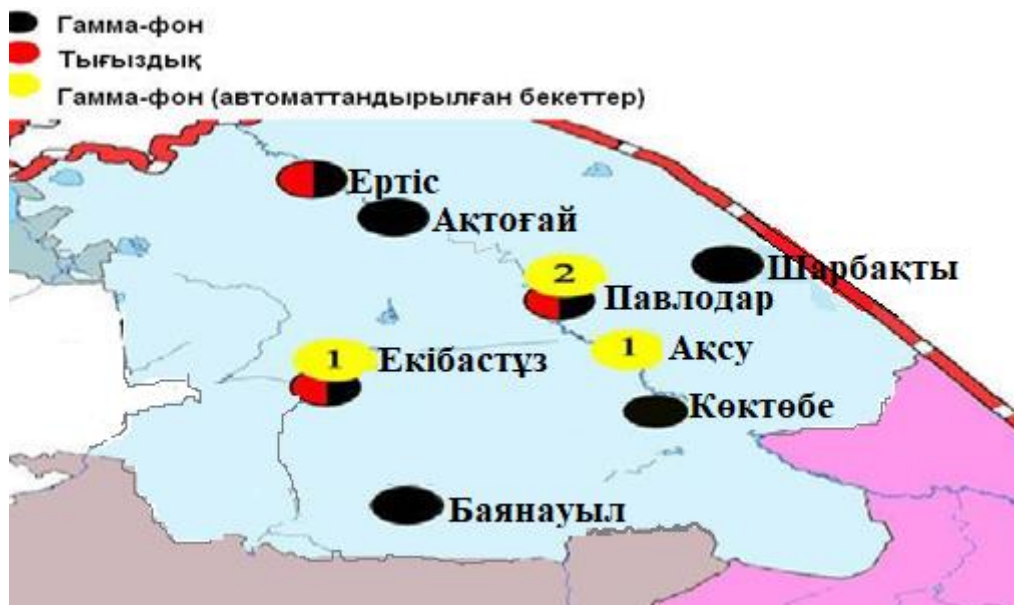 Гамма-фон
Тығыздық
Гамма-фон (автоматтандырылған бекеттер)
Ертіс
Ақтоғай
Шарбақты
2
Павлодар
1
Екібастұз
1
Ақсу
Көктөбе
Баянауыл